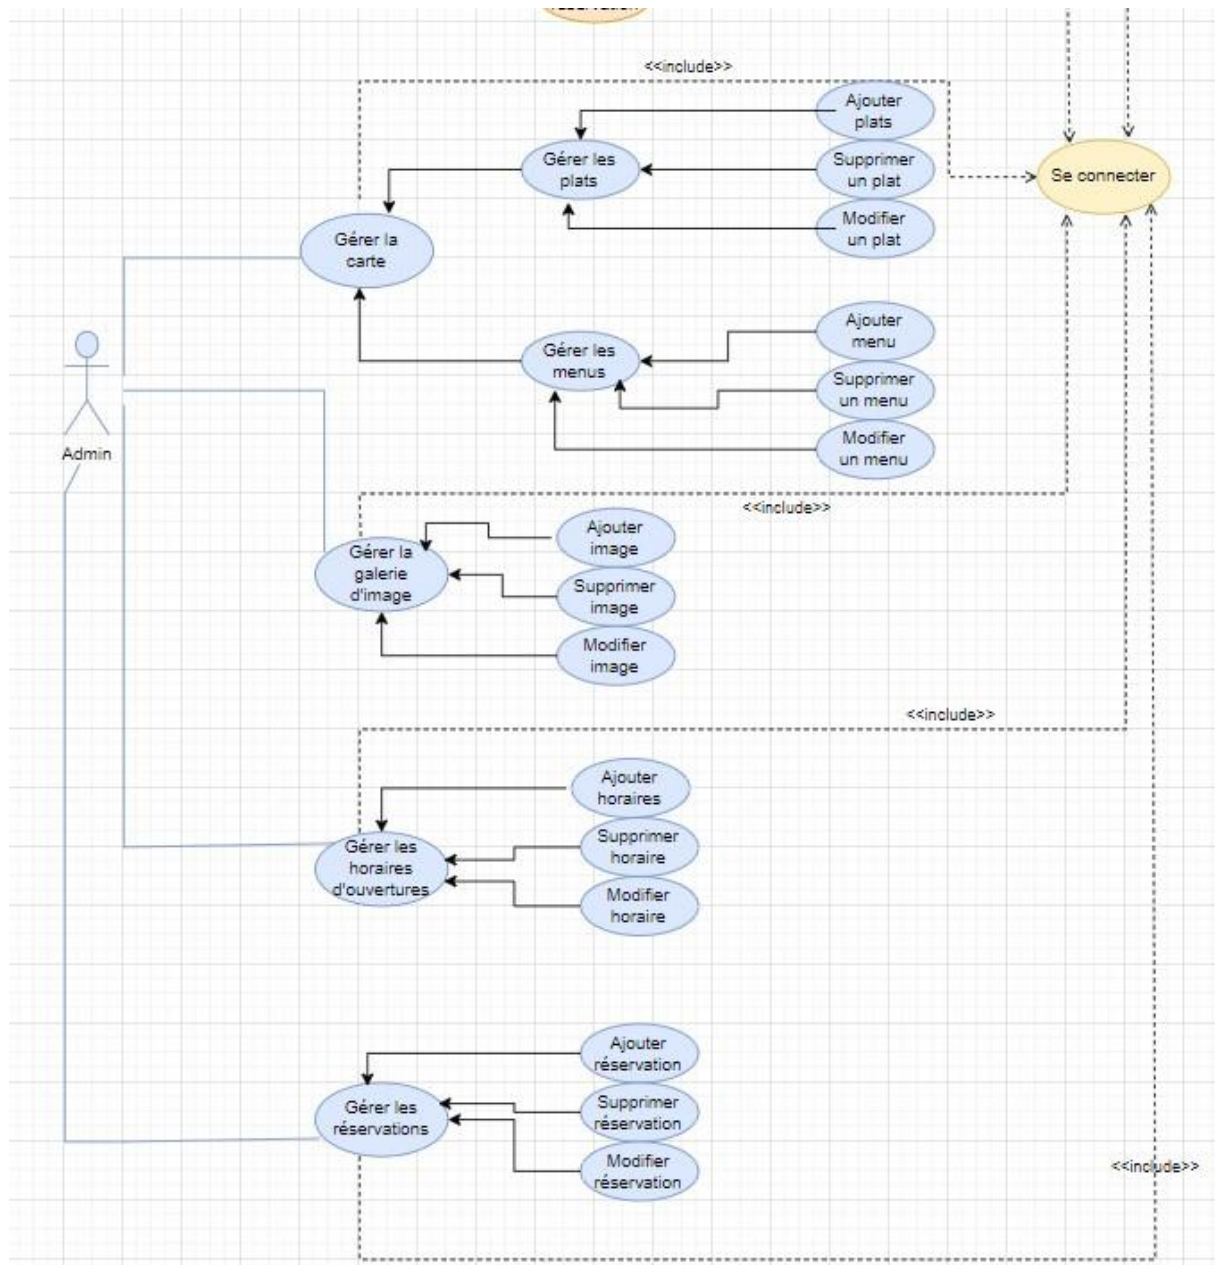 <<include>>
Ajouter
plats
Gérer les
plats
Supprimer
un plat
Se connecter
Modifier
un plat
Gérer la
carte
Ajouter
menu
Gérer les
menus
Supprimer
un menu
Modifier
un menu
Admin
<<include>>
Ajouter
image
Gérer la
galerie
d'image
Supprimer
image
Modifier
image
<<include>>
Ajouter
horaires
Gérer les
horaires
d'ouvertures
Supprimer
horaire
Modifier
horaire
Ajouter
réservation
Gérer les
réservations
Supprimer
réservation
Modifier
réservation
<<include>>